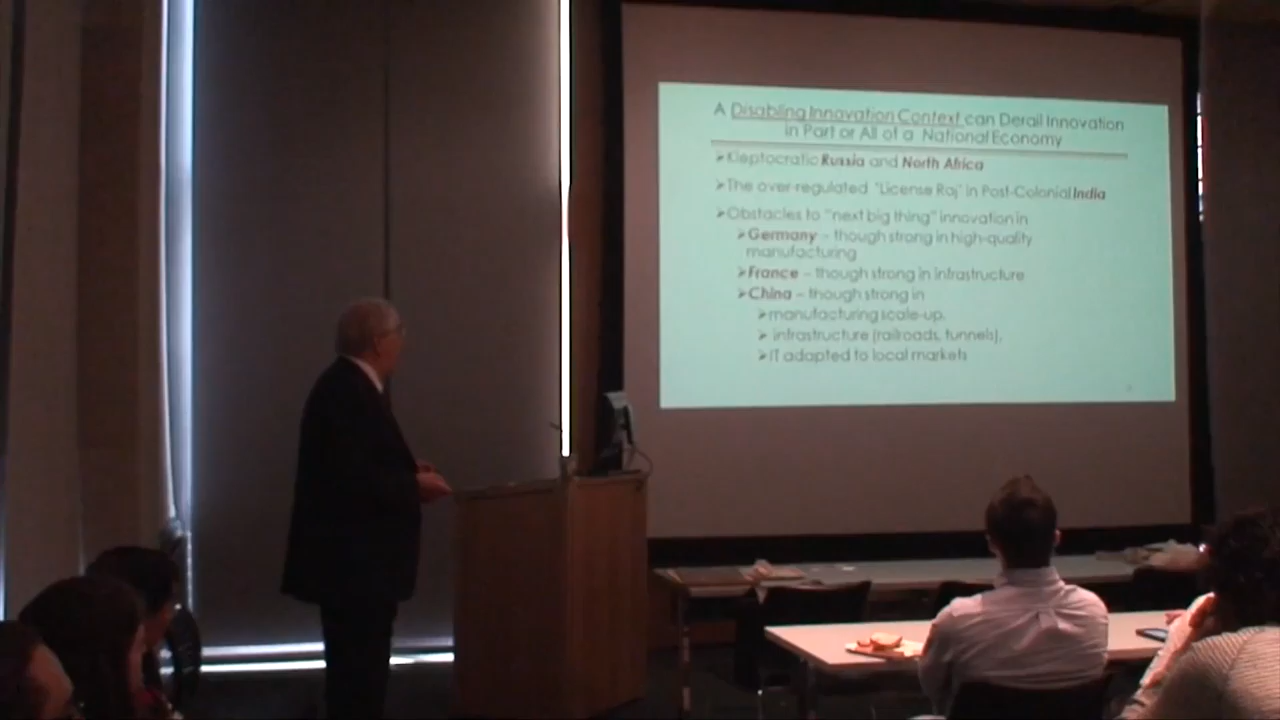 A Disabling Innovation Context can Derail Innovation
in Part or All of a National Economy
➢Kleptocratic Russia and North Africa
➢The over-regulated "License Raj" in Post-Colonial India
➢Obstacles to "next big thing" innovation in
➢Germany – though strong in high-quality
manufacturing
➢France – though strong in infrastructure
➢China – though strong in
➢manufacturing scale-up,
➢ infrastructure (railroads, tunnels),
➢IT adapted to local markets